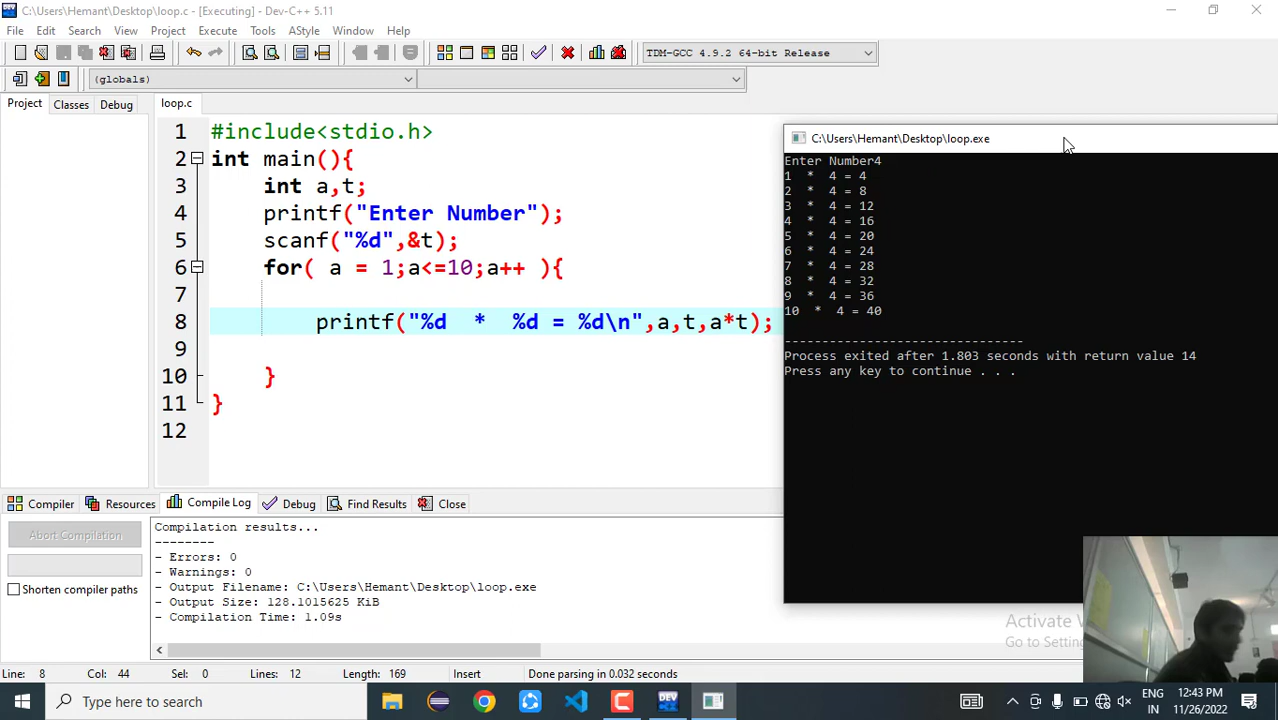 C:\Users\Hemant\Desktop\loop.c - [Executing] - Dev-C++ 5.11
File Edit Search View Project Execute Tools AStyle Window Help
TDM-GCC 4.9.2 64-bit Release
(globals)
Project Classes Debug loop.c
1 #include<stdio.h>
2 int main(){
3 int a,t;
4 printf("Enter Number");
5 scanf("%d",&t);
6 for( a = 1;a<=10;a++ ){
7
8 printf("%d  *  %d = %d\n",a,t,a*t);
9
10 }
11 }
12
C:\Users\Hemant\Desktop\loop.exe
Enter Number4
1  *  4 = 4
2  *  4 = 8
3  *  4 = 12
4  *  4 = 16
5  *  4 = 20
6  *  4 = 24
7  *  4 = 28
8  *  4 = 32
9  *  4 = 36
10  *  4 = 40
--------------------------------
Process exited after 1.803 seconds with return value 14
Press any key to continue . . .
Compiler Resources Compile Log Debug Find Results Close
Abort Compilation
Shorten compiler paths
Compilation results...
--------
- Errors: 0
- Warnings: 0
- Output Filename: C:\Users\Hemant\Desktop\loop.exe
- Output Size: 128.1015625 KiB
- Compilation Time: 1.09s
Activate
Go to
Line: 8 Col: 44 Sel: 0 Lines: 12 Length: 169 Insert Done parsing in 0.032 seconds
Type here to search
DEV
ENG
IN
12:43 PM
11/26/2022